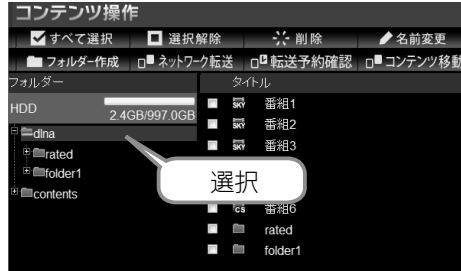 コンテンツ操作
すべて選択 選択解除 削除 名前変更
フォルダー作成 ネットワーク転送 転送予約確認 コンテンツ移動
フォルダー タイトル
HDD 2.4GB/997.0GB
dlna
rated
folder1
contents
SKY 番組1
SKY 番組2
SKY 番組3
選択
cs 番組6
rated
folder1